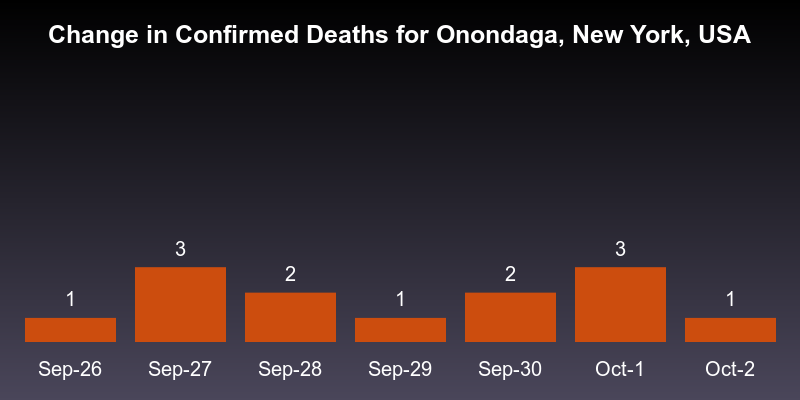 Change in Confirmed Deaths for Onondaga, New York, USA
1 3 2 1 2 3 1
Sep-26 Sep-27 Sep-28 Sep-29 Sep-30 Oct-1 Oct-2